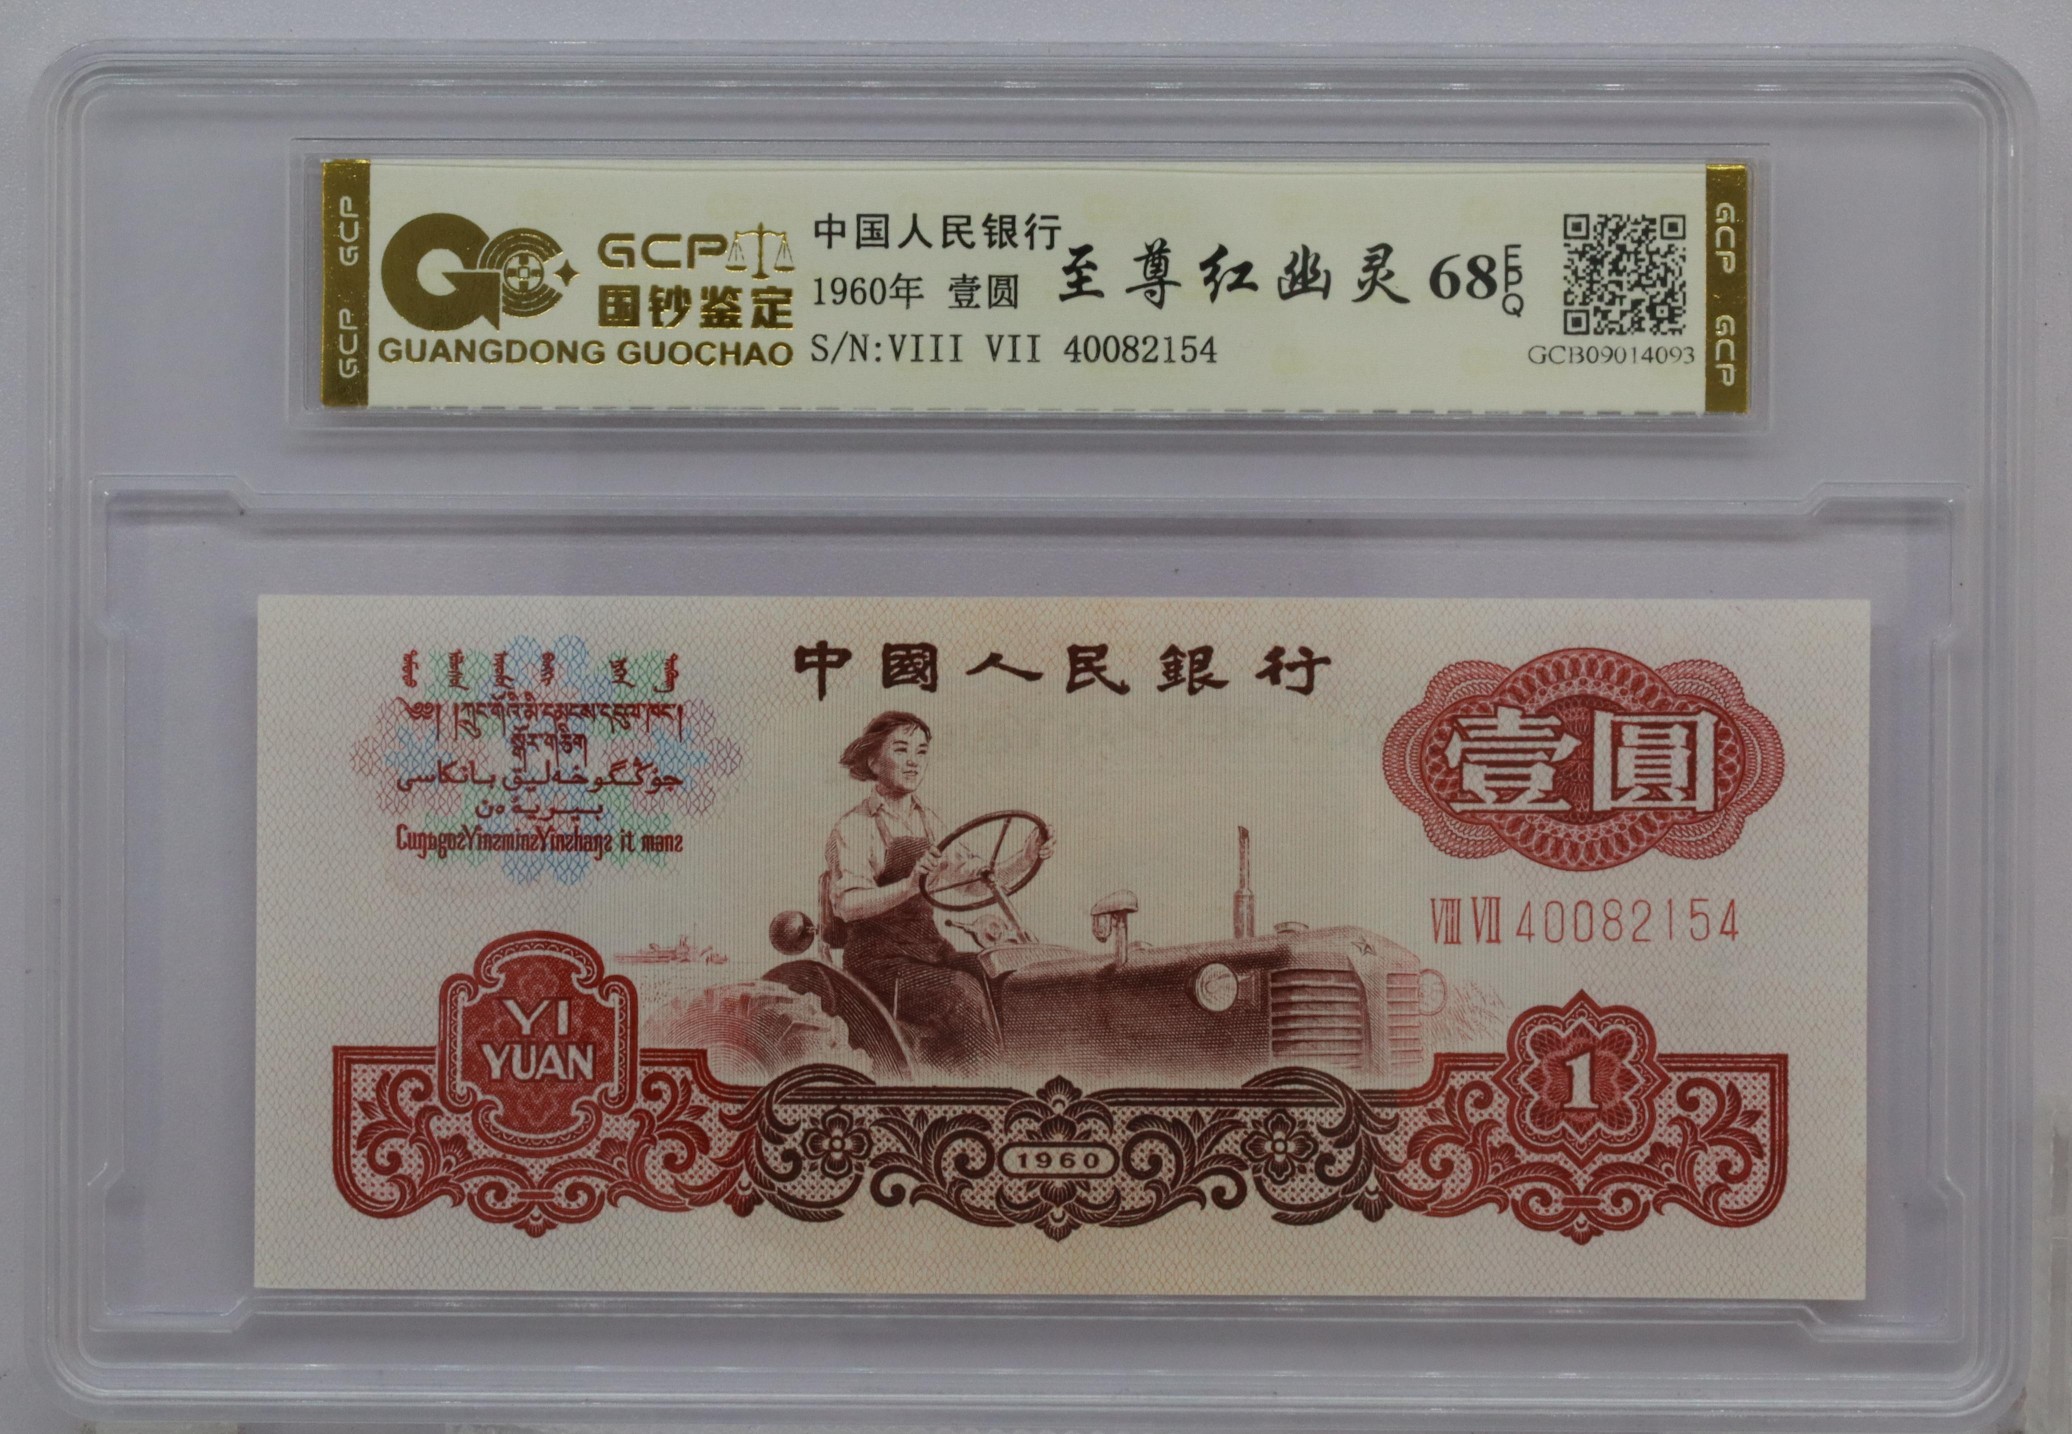 GCP
GCP
GCP
国钞鉴定
GUANGDONG GUOCHAO
中国人民银行
1960年 壹圆
S/N:VIII VII 40082154
至尊红幽灵 68 EPQ
GCB09014093
GCP
GCP
中國人民銀行
壹圓
VIII VII 40082154
YI
YUAN
1960
1